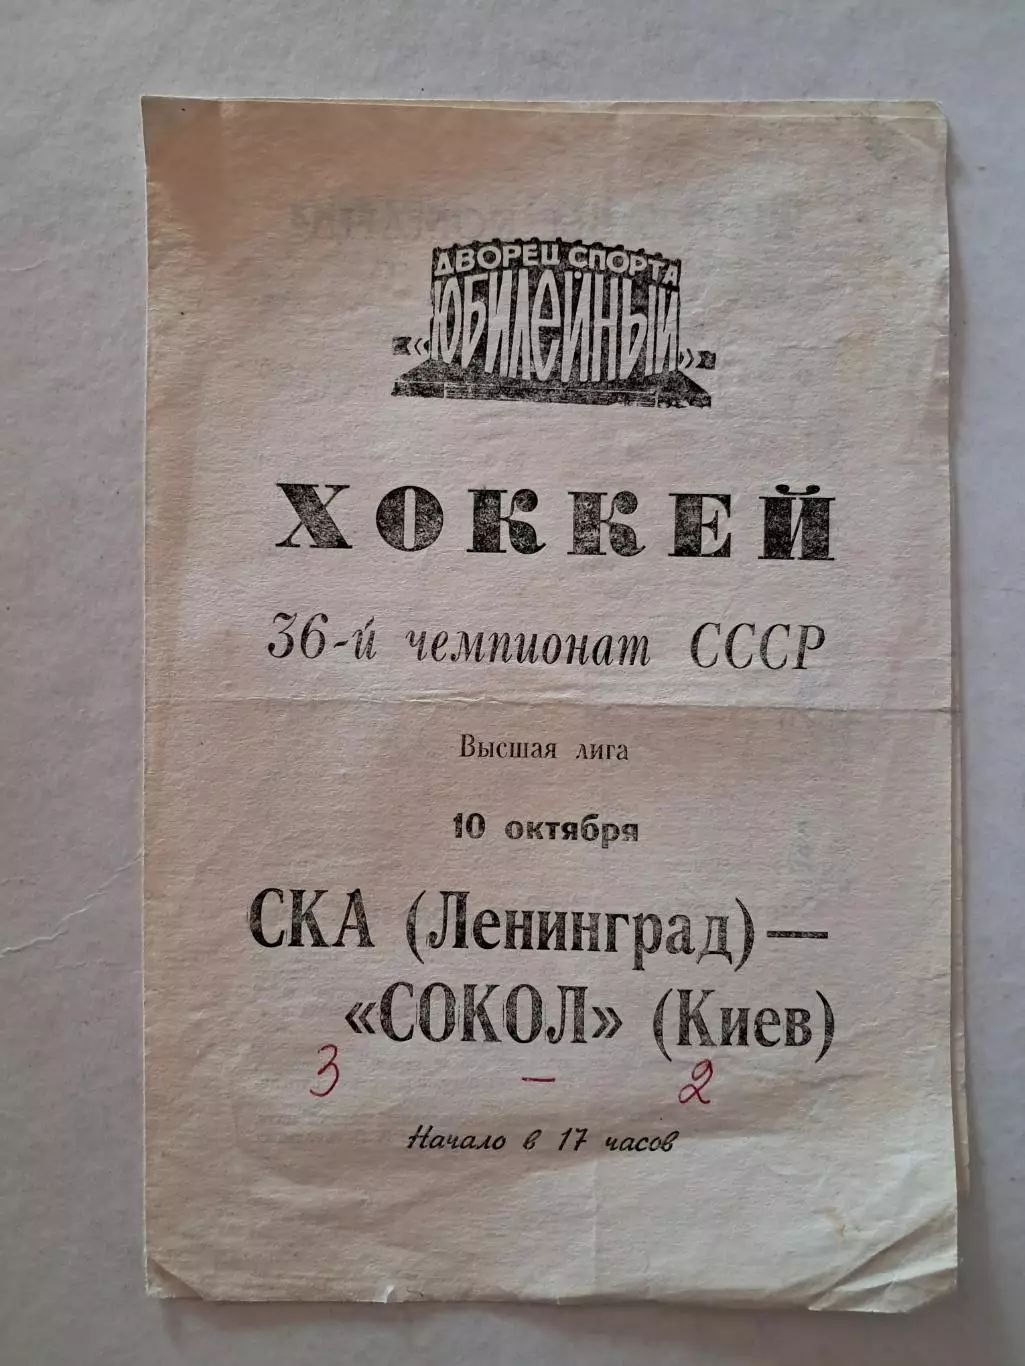 ДВОРЕЦ СПОРТА
«ЮБИЛЕЙНЫЙ»
ХОККЕЙ
36-й чемпионат СССР
Высшая лига
10 октября
СКА (Ленинград) —
«СОКОЛ» (Киев)
3 – 2
Начало в 17 часов